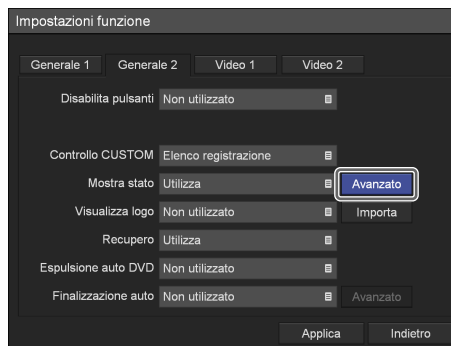 Impostazioni funzione
Generale 1 Generale 2 Video 1 Video 2
Disabilita pulsanti Non utilizzato
Controllo CUSTOM Elenco registrazione
Mostra stato Utilizza Avanzato
Visualizza logo Non utilizzato Importa
Recupero Utilizza
Espulsione auto DVD Non utilizzato
Finalizzazione auto Non utilizzato Avanzato
Applica Indietro